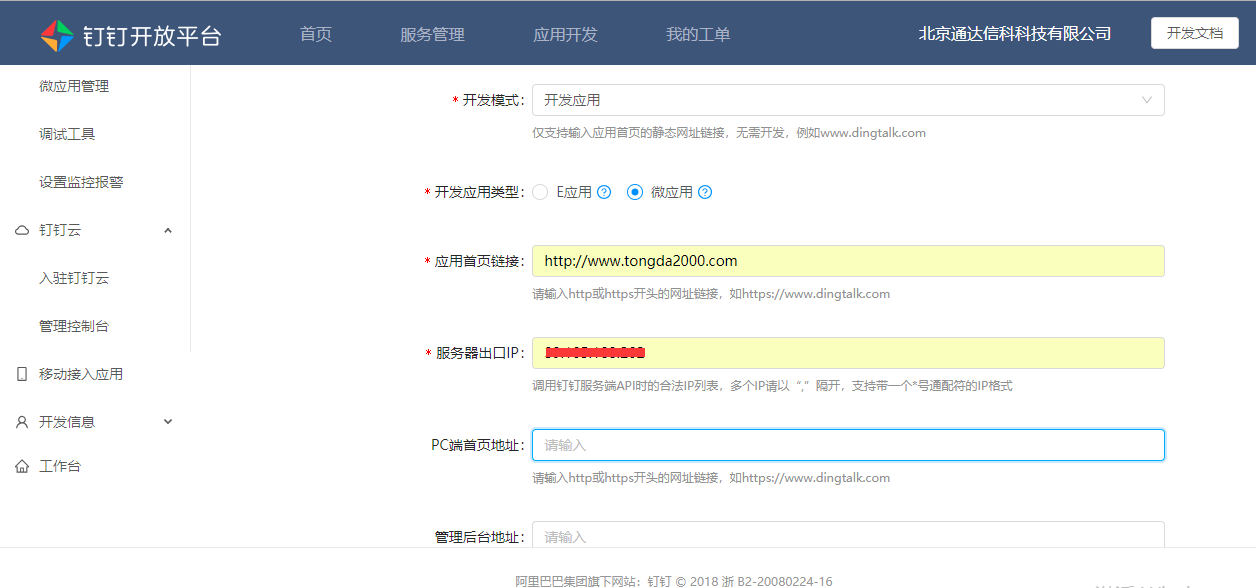 钉钉开放平台 首页 服务管理 应用开发 我的工单 北京通达信科科技有限公司 开发文档
微应用管理
调试工具
设置监控报警
钉钉云
入驻钉钉云
管理控制台
移动接入应用
开发信息
工作台
* 开发模式: 开发应用
仅支持输入应用首页的静态网址链接，无需开发，例如www.dingtalk.com
* 开发应用类型: E应用 ? 微应用 ?
* 应用首页链接: http://www.tongda2000.com
请输入http或https开头的网址链接，如https://www.dingtalk.com
* 服务器出口IP:
调用钉钉服务端API时的合法IP列表，多个IP请以“,”隔开，支持带一个*号通配符的IP格式
PC端首页地址: 请输入
请输入http或https开头的网址链接，如https://www.dingtalk.com
管理后台地址: 请输入
阿里巴巴集团旗下网站：钉钉 © 2018 浙 B2-20080224-16